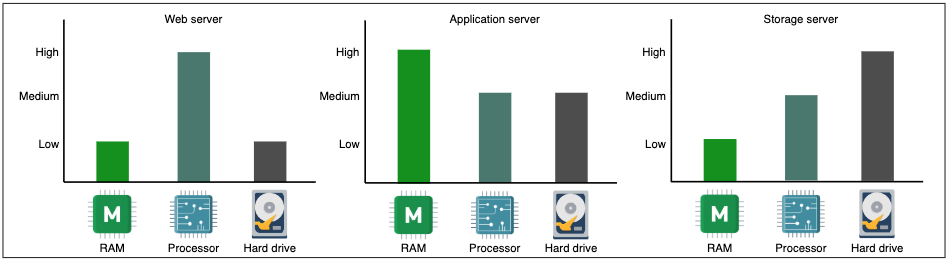 Web server
High
Medium
Low
M
RAM
Processor
Hard drive
Application server
High
Medium
Low
M
RAM
Processor
Hard drive
Storage server
High
Medium
Low
M
RAM
Processor
Hard drive